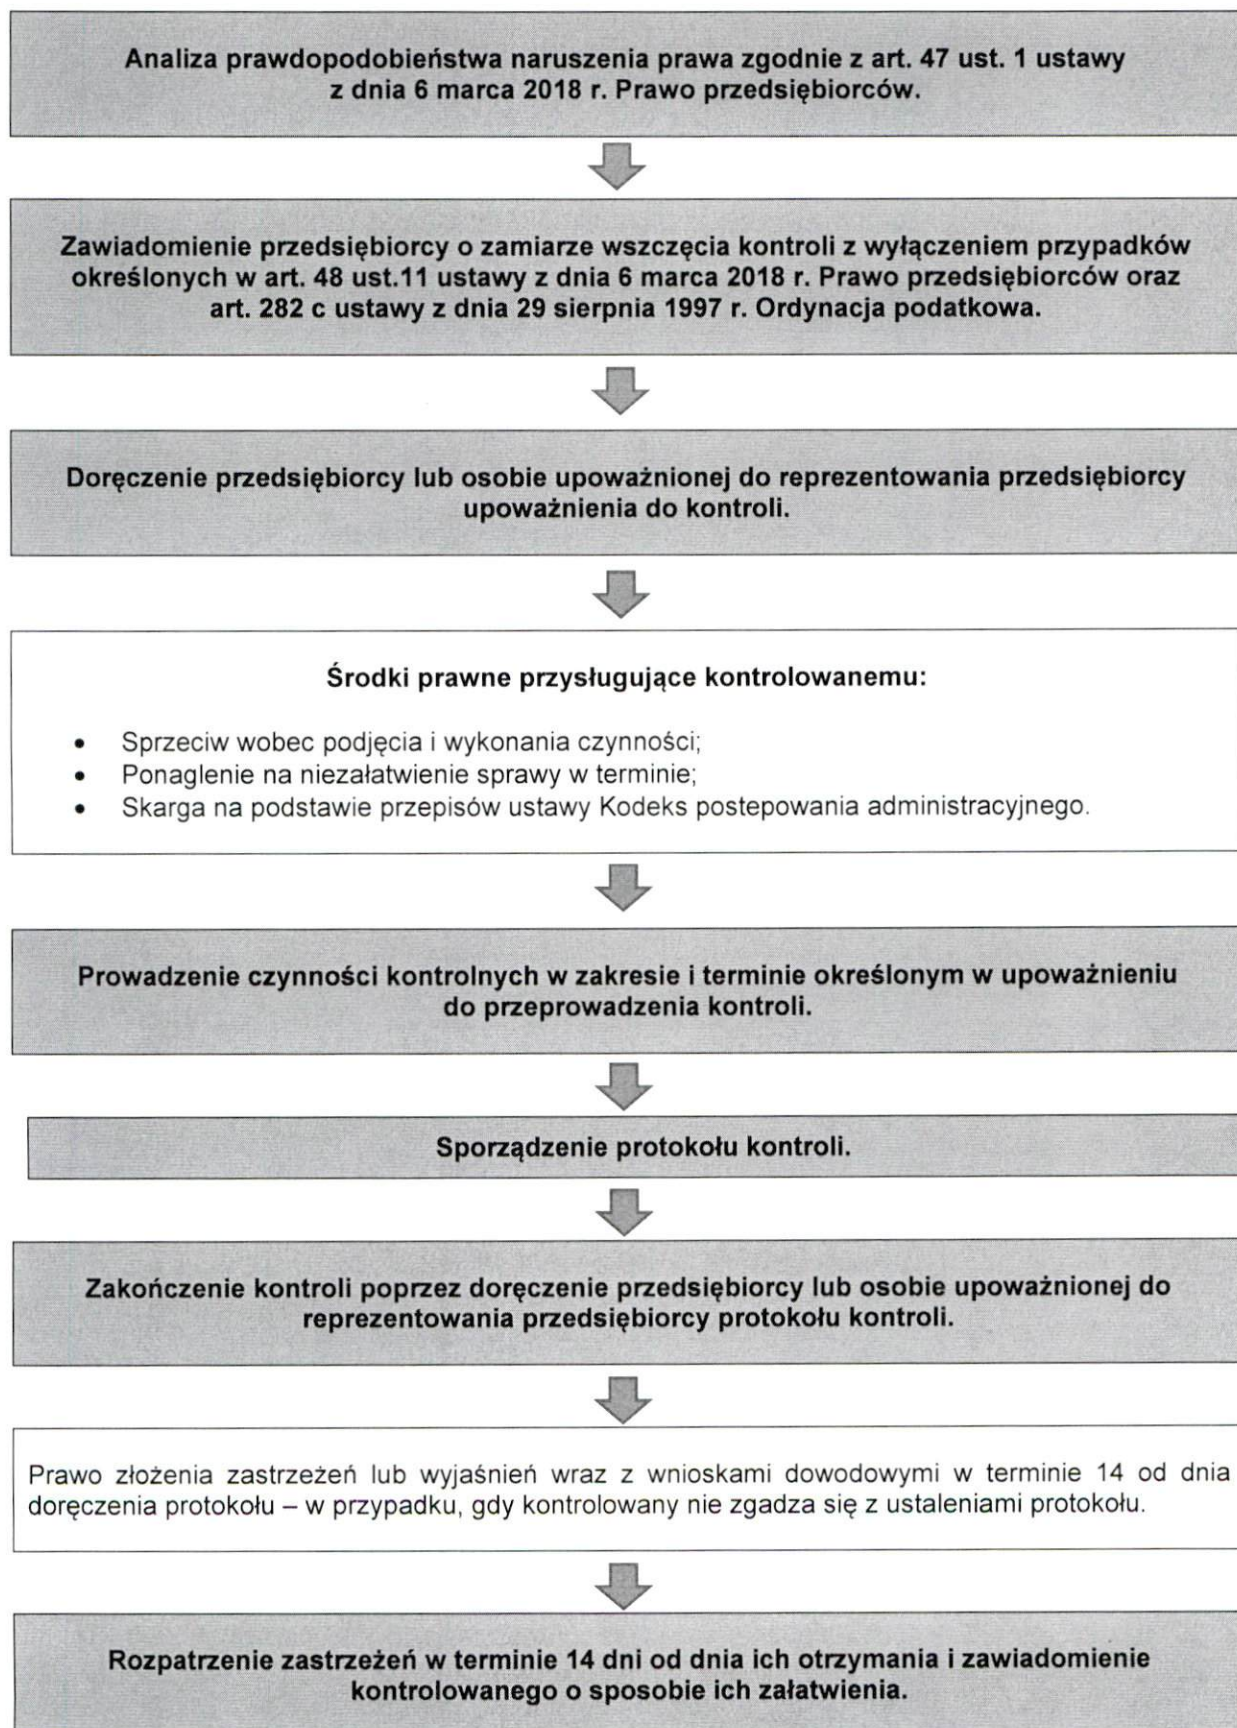 Analiza prawdopodobieństwa naruszenia prawa zgodnie z art. 47 ust. 1 ustawy
z dnia 6 marca 2018 r. Prawo przedsiębiorców.
Zawiadomienie przedsiębiorcy o zamiarze wszczęcia kontroli z wyłączeniem przypadków
określonych w art. 48 ust.11 ustawy z dnia 6 marca 2018 r. Prawo przedsiębiorców oraz
art. 282 c ustawy z dnia 29 sierpnia 1997 r. Ordynacja podatkowa.
Doręczenie przedsiębiorcy lub osobie upoważnionej do reprezentowania przedsiębiorcy
upoważnienia do kontroli.
Środki prawne przysługujące kontrolowanemu:
• Sprzeciw wobec podjęcia i wykonania czynności;
• Ponaglenie na niezałatwienie sprawy w terminie;
• Skarga na podstawie przepisów ustawy Kodeks postepowania administracyjnego.
Prowadzenie czynności kontrolnych w zakresie i terminie określonym w upoważnieniu
do przeprowadzenia kontroli.
Sporządzenie protokołu kontroli.
Zakończenie kontroli poprzez doręczenie przedsiębiorcy lub osobie upoważnionej do
reprezentowania przedsiębiorcy protokołu kontroli.
Prawo złożenia zastrzeżeń lub wyjaśnień wraz z wnioskami dowodowymi w terminie 14 od dnia
doręczenia protokołu – w przypadku, gdy kontrolowany nie zgadza się z ustaleniami protokołu.
Rozpatrzenie zastrzeżeń w terminie 14 dni od dnia ich otrzymania i zawiadomienie
kontrolowanego o sposobie ich załatwienia.